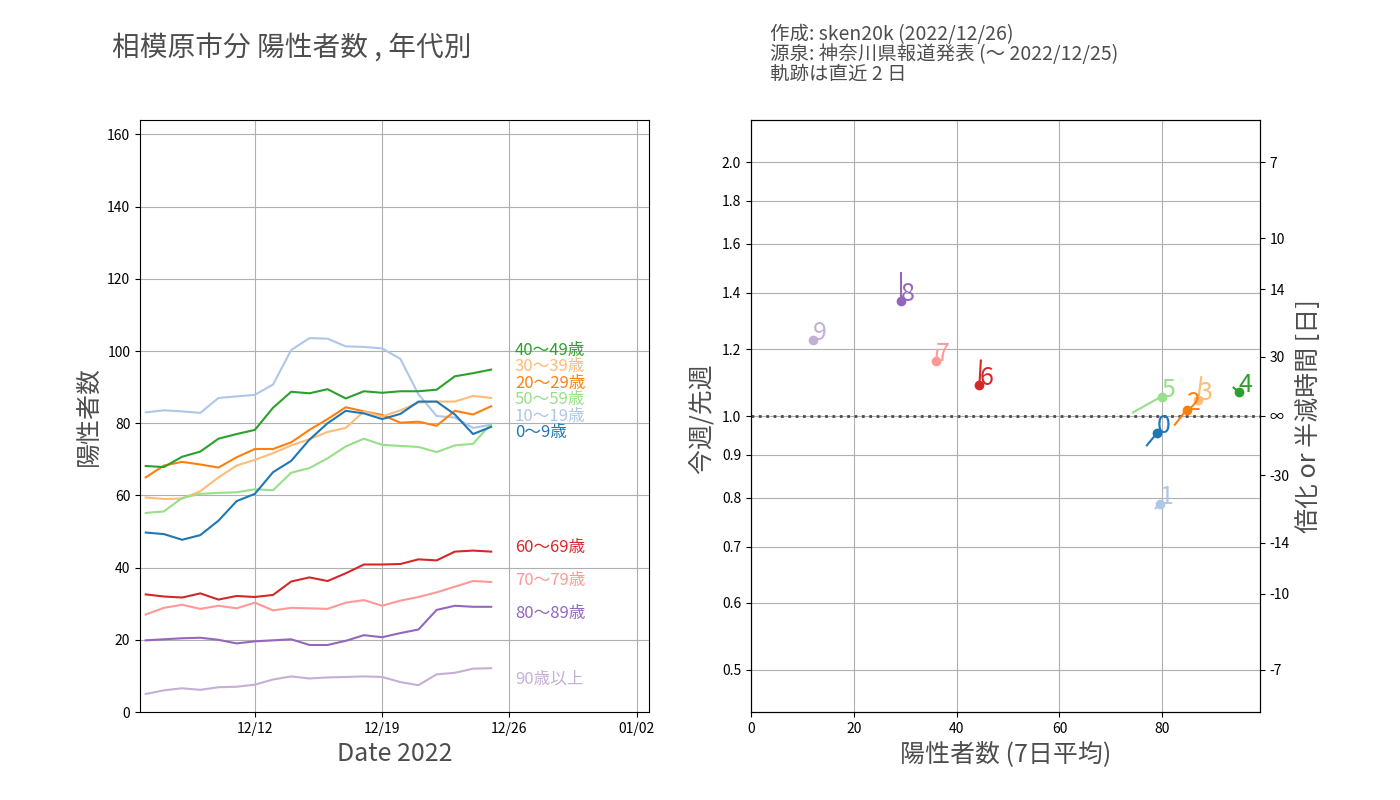 相模原市分 陽性者数 , 年代別
作成: sken20k (2022/12/26)
源泉: 神奈川県報道発表 (～ 2022/12/25)
軌跡は直近 2 日
陽性者数
160
140
120
100
80
60
40
20
0
40～49歳
30～39歳
20～29歳
50～59歳
10～19歳
0～9歳
60～69歳
70～79歳
80～89歳
90歳以上
12/12
12/19
12/26
01/02
Date 2022
今週/先週
2.0
1.8
1.6
1.4
1.2
1.0
0.9
0.8
0.7
0.6
0.5
8
9
7
6
4
5
3
2
0
1
7
10
14
30
∞
-30
-14
-10
-7
倍化 or 半減時間 [日]
0
20
40
60
80
陽性者数 (7日平均)